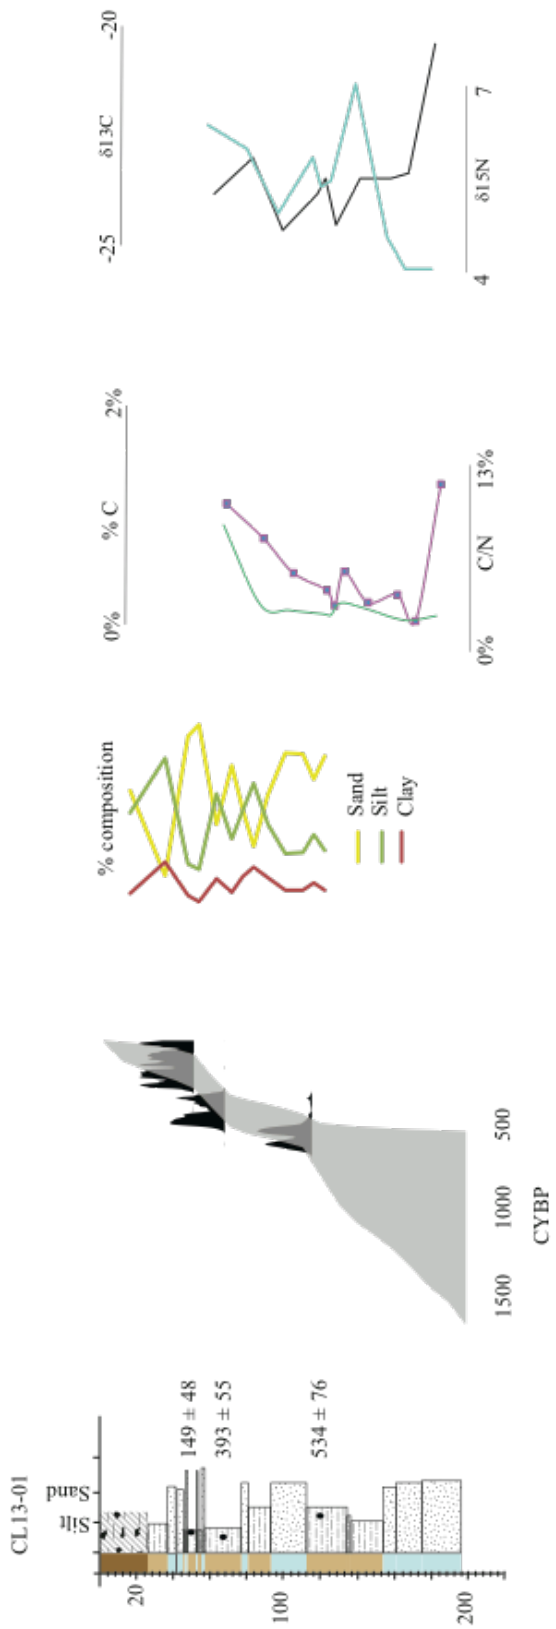 CL13-01
Silt
Sand
20
100
200
149 ± 48
393 ± 55
534 ± 76
1500
1000
500
CYBP
% composition
Sand
Silt
Clay
0%
% C
2%
0%
C/N
13%
-25
δ13C
-20
4
δ15N
7